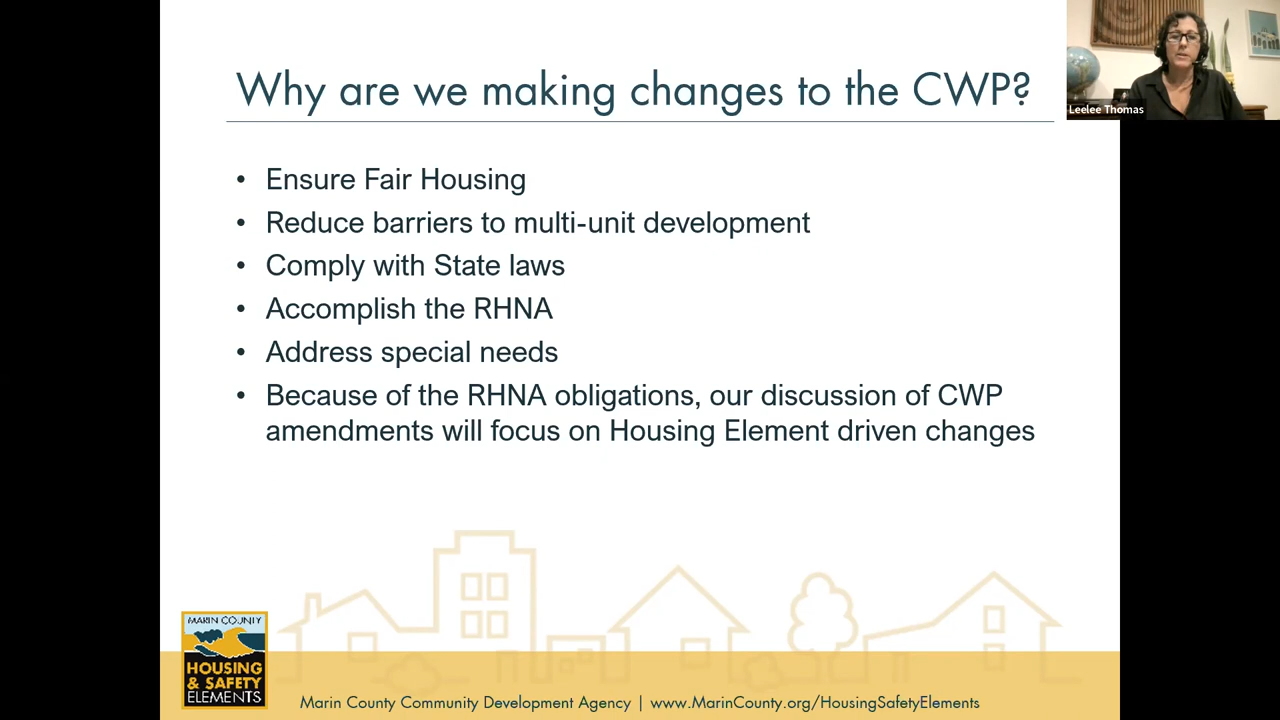 Why are we making changes to the CWP?
Leelee Thomas
• Ensure Fair Housing
• Reduce barriers to multi-unit development
• Comply with State laws
• Accomplish the RHNA
• Address special needs
• Because of the RHNA obligations, our discussion of CWP
amendments will focus on Housing Element driven changes
MARIN COUNTY
HOUSING
& SAFETY
ELEMENTS
Marin County Community Development Agency | www.MarinCounty.org/HousingSafetyElements